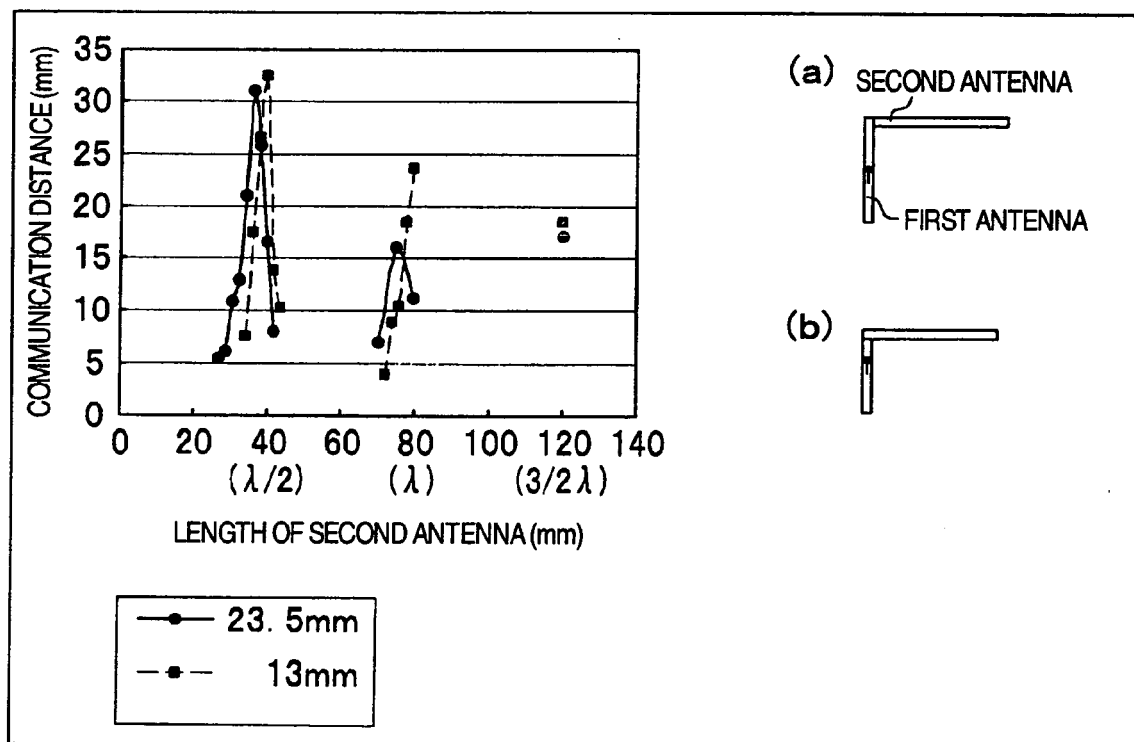 COMMUNICATION DISTANCE (mm)
35
30
25
20
15
10
5
0
0 20 40 60 80 100 120 140
(λ/2) (λ) (3/2λ)
LENGTH OF SECOND ANTENNA (mm)
23. 5mm
13mm
(a)
SECOND ANTENNA
FIRST ANTENNA
(b)